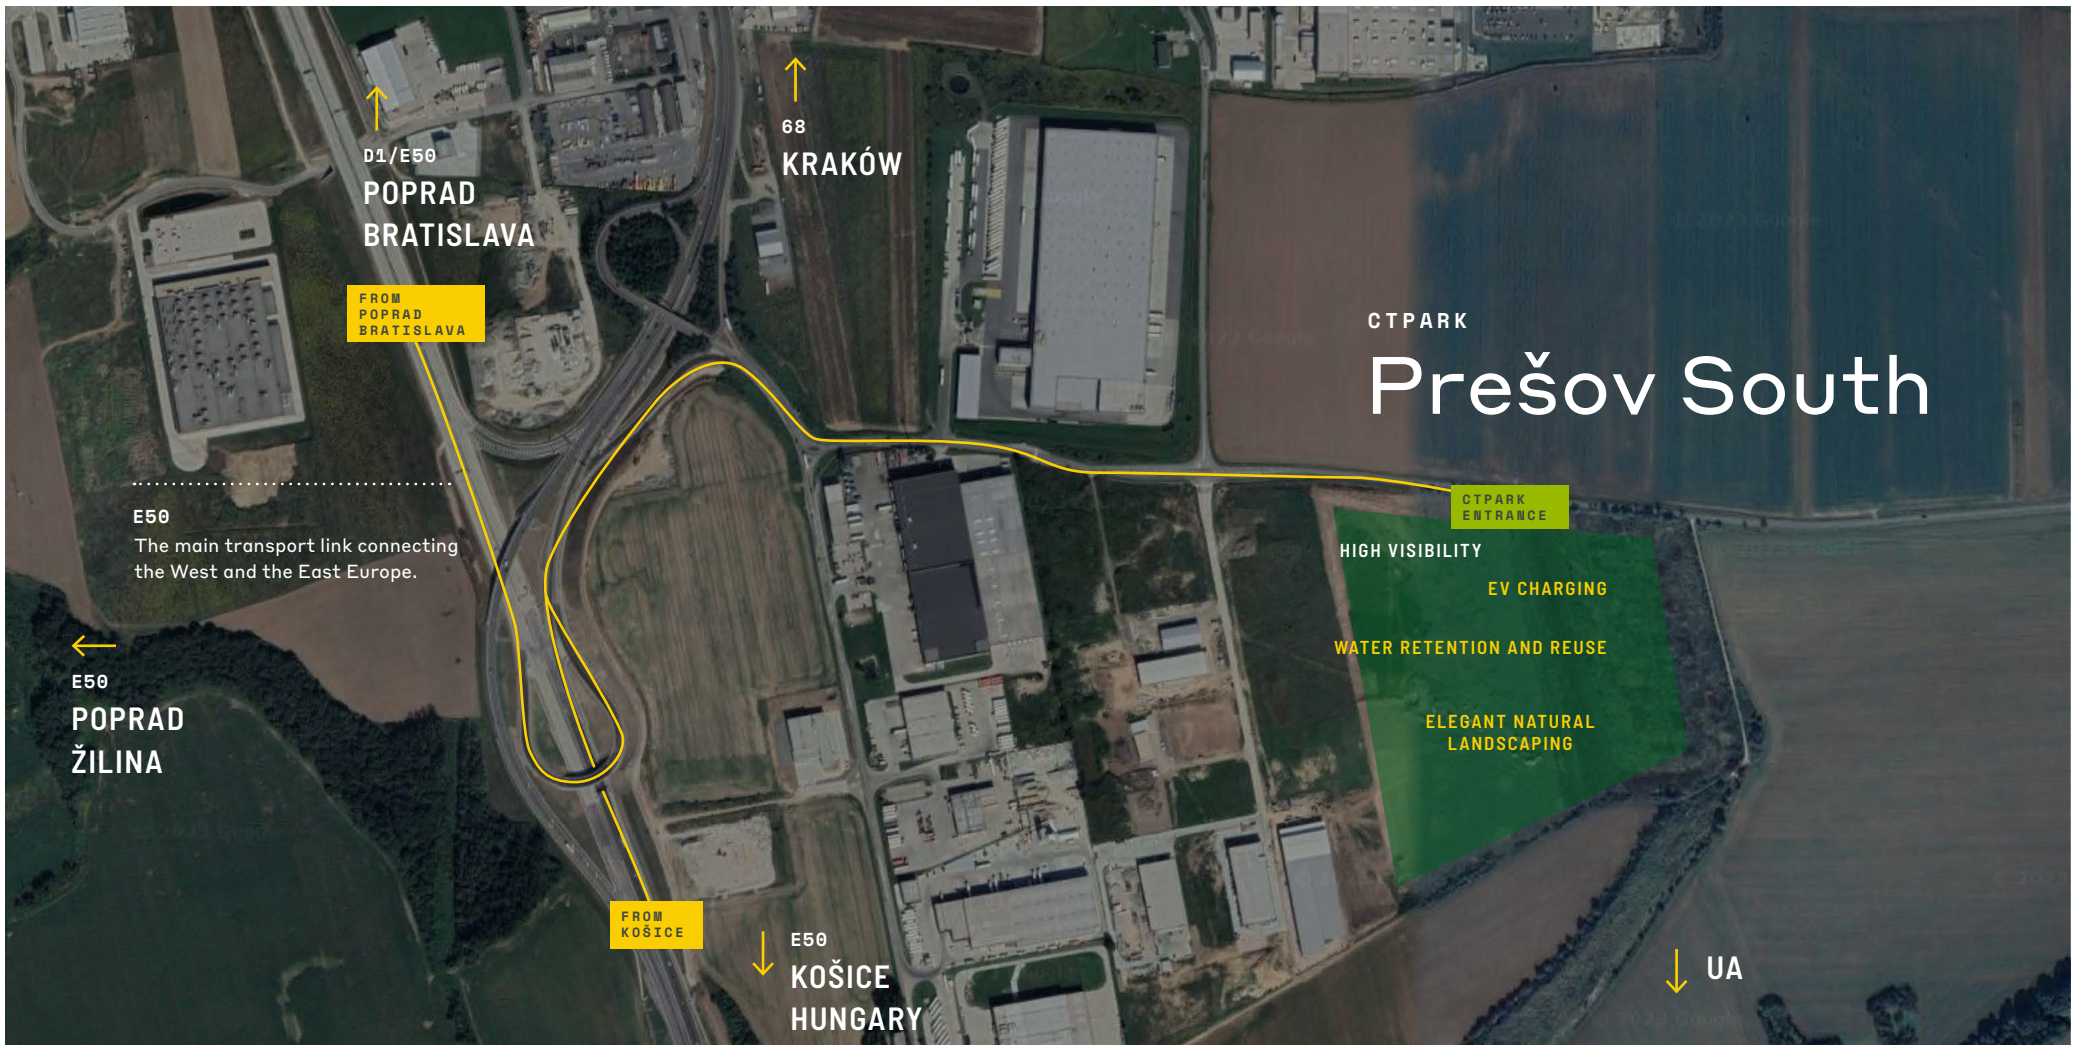 68
KRAKÓW
D1/E50
POPRAD
BRATISLAVA
FROM
POPRAD
BRATISLAVA
CTPARK
Prešov South
E50
The main transport link connecting
the West and the East Europe.
CTPARK
ENTRANCE
HIGH VISIBILITY
EV CHARGING
WATER RETENTION AND REUSE
ELEGANT NATURAL
LANDSCAPING
E50
POPRAD
ŽILINA
FROM
KOŠICE
E50
KOŠICE
HUNGARY
UA